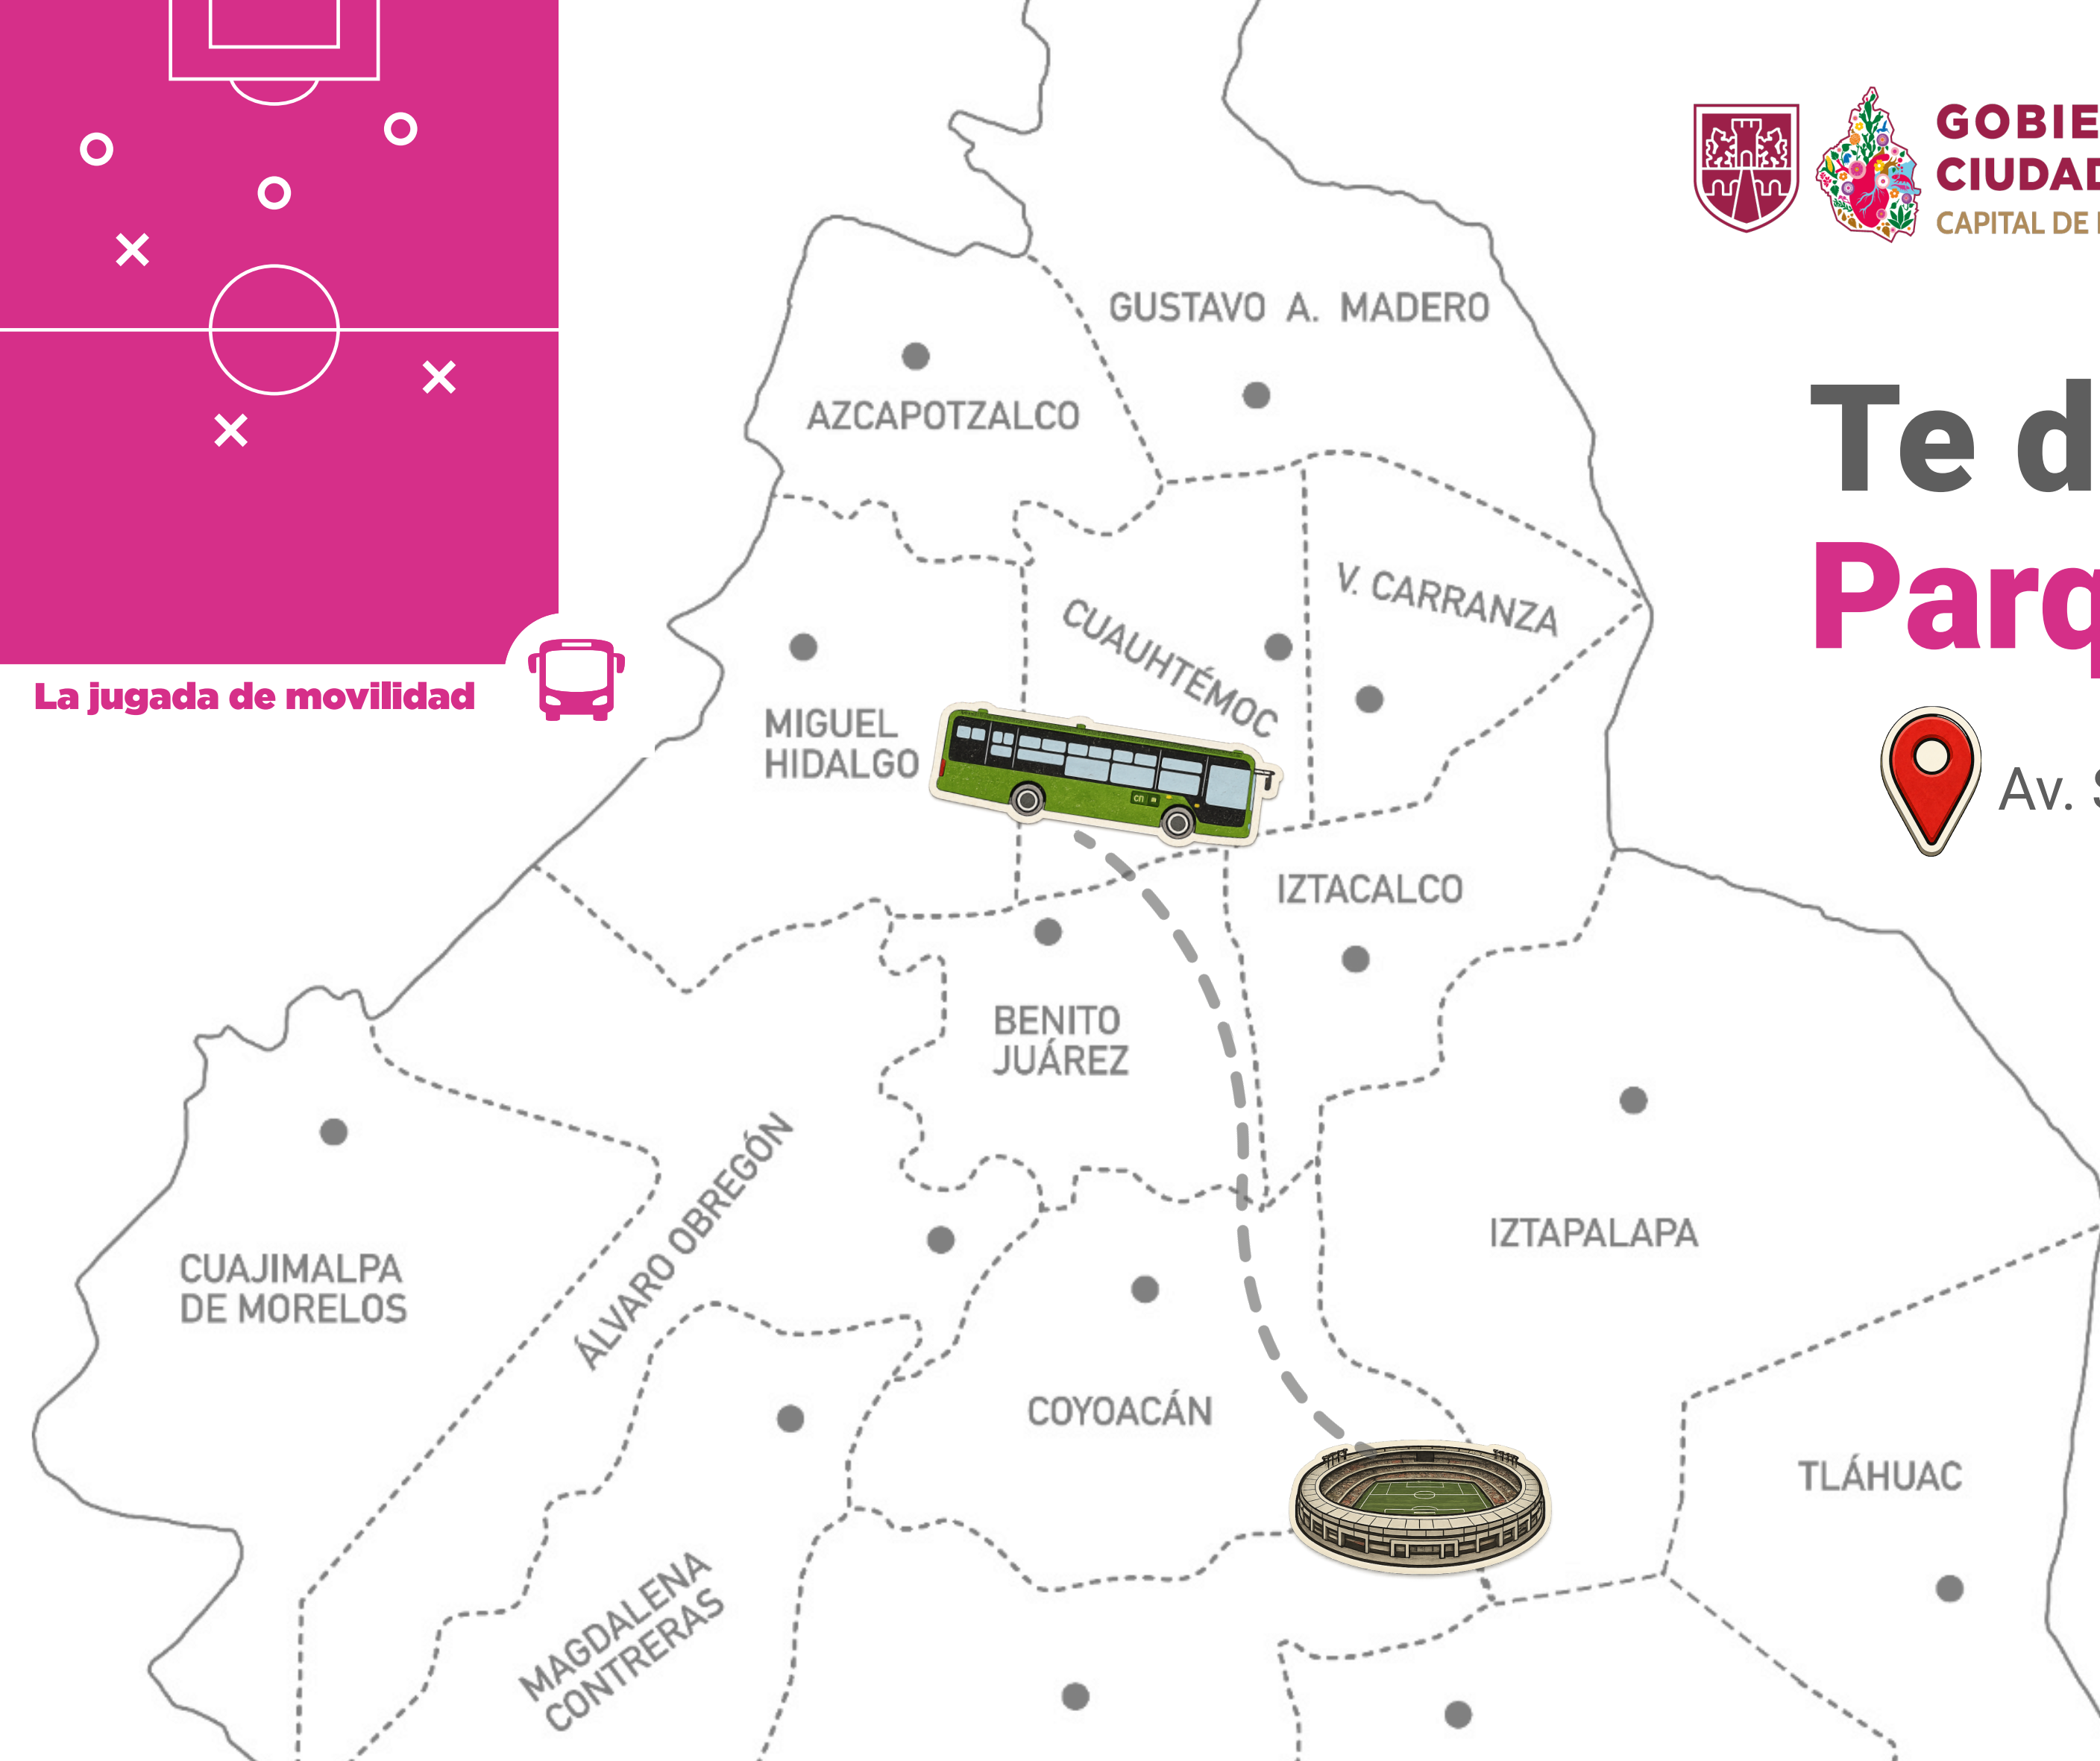 GOBIE
CIUDAD
CAPITAL DE
Te d
Parq
Av. S
La jugada de movilidad
GUSTAVO A. MADERO
AZCAPOTZALCO
V. CARRANZA
CUAUHTÉMOC
MIGUEL
HIDALGO
IZTACALCO
BENITO
JUÁREZ
ÁLVARO OBREGÓN
IZTAPALAPA
CUAJIMALPA
DE MORELOS
COYOACÁN
TLÁHUAC
MAGDALENA
CONTRERAS